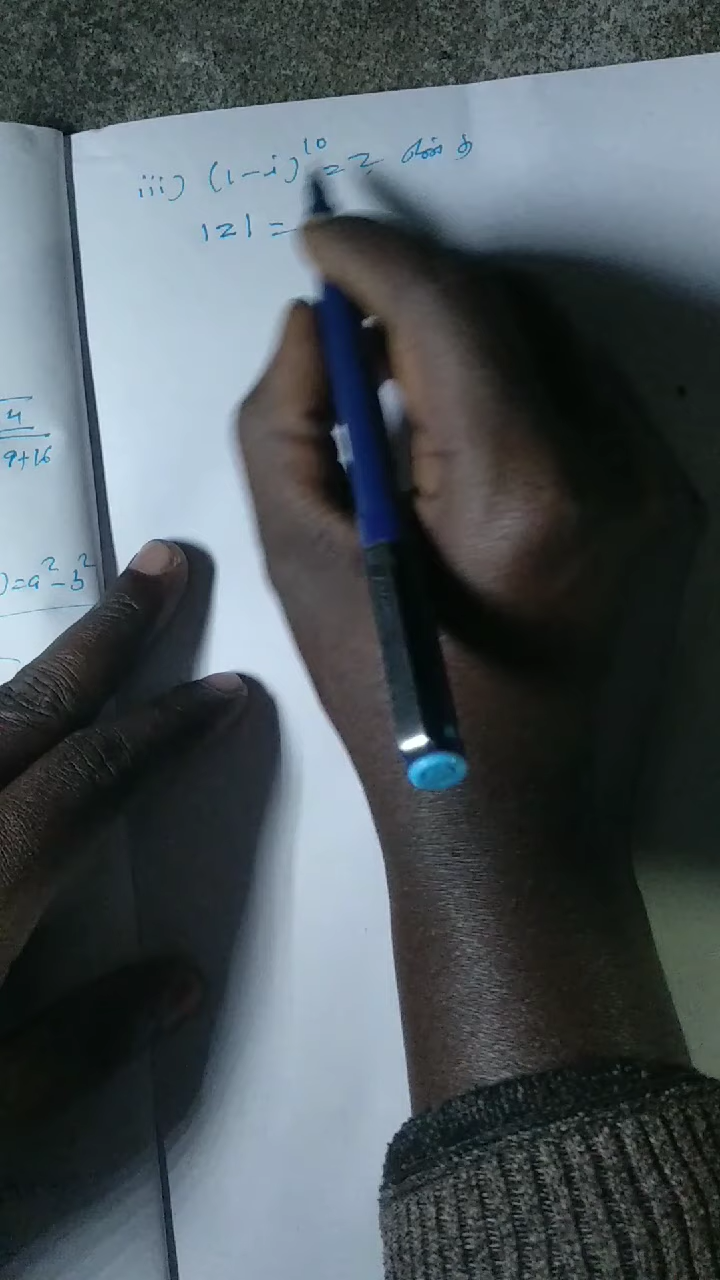 iii) (1-i)¹⁰ = z என்க
|z| =
4
9+16
)=a²-b²